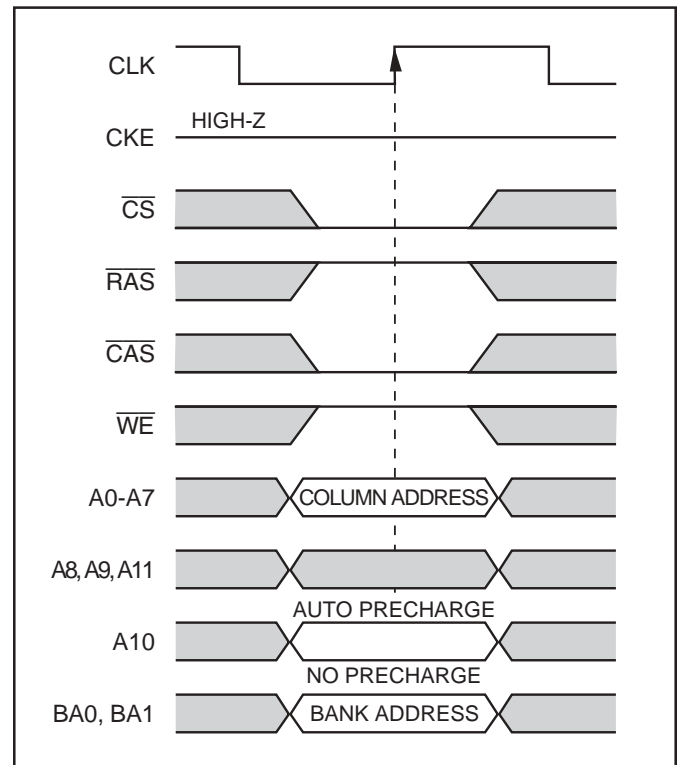 CLK
HIGH-Z
CKE
CS
RAS
CAS
WE
A0-A7 COLUMN ADDRESS
A8, A9, A11
AUTO PRECHARGE
A10
NO PRECHARGE
BA0, BA1 BANK ADDRESS